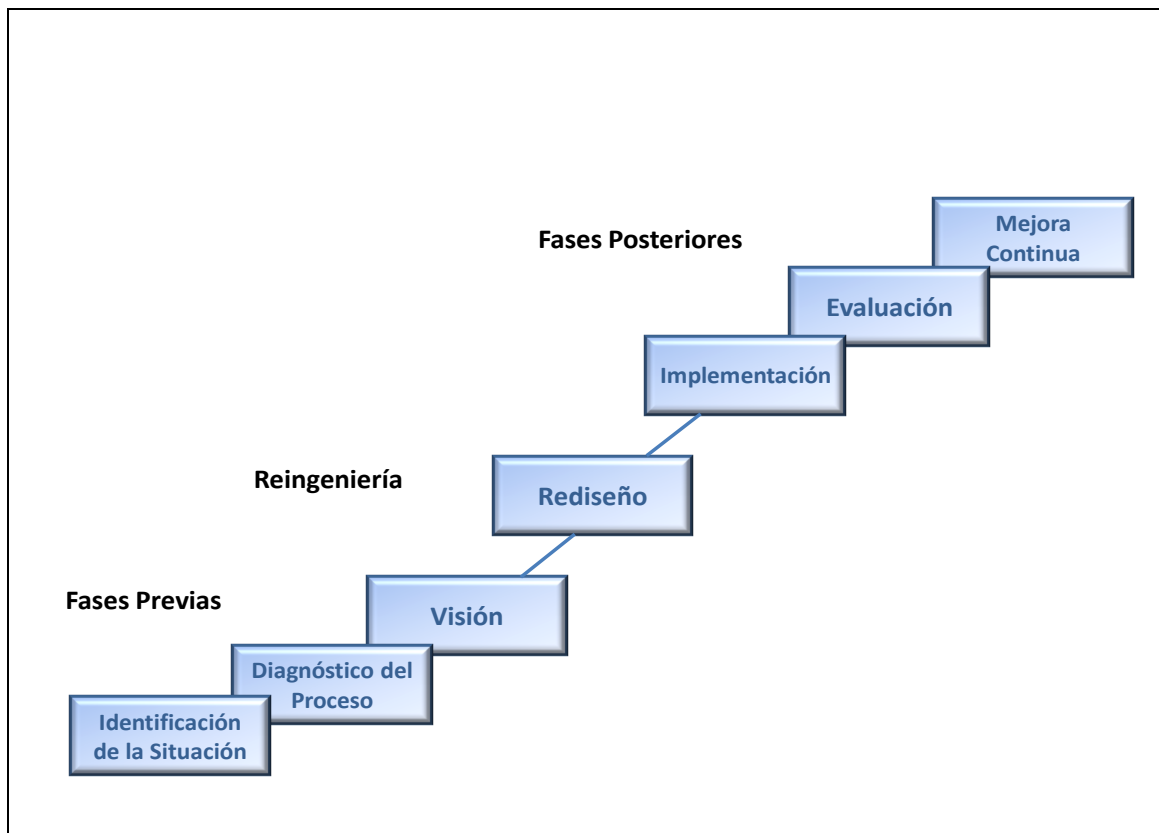 Mejora
Continua
Fases Posteriores
Evaluación
Implementación
Reingeniería
Rediseño
Fases Previas
Visión
Diagnóstico del
Proceso
Identificación
de la Situación